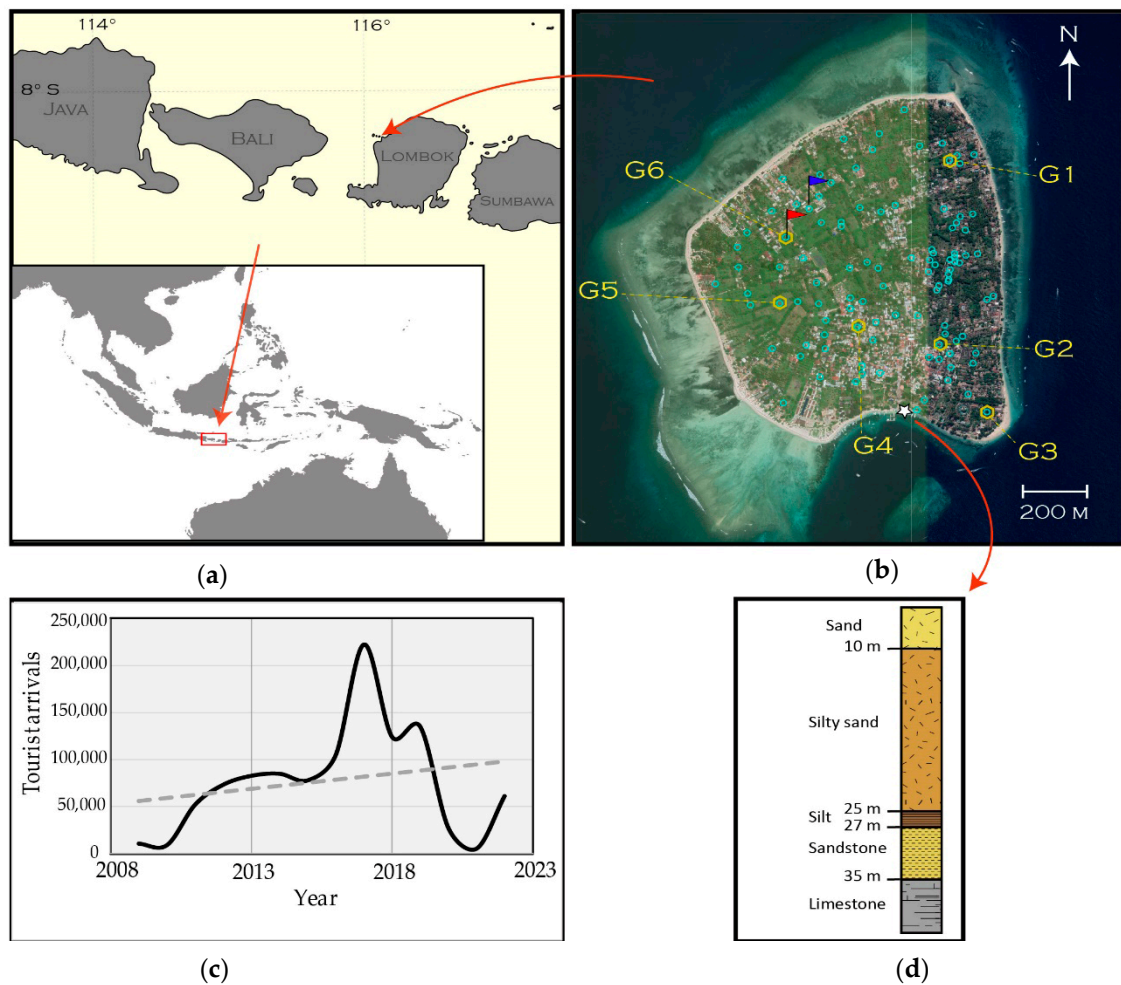 114°
116°
8° S
JAVA
BALI
LOMBOK
SUMBAWA
(a)
N
G6
G1
G5
G2
G4
G3
200 M
(b)
250,000
200,000
150,000
100,000
50,000
0
2008
2013
2018
2023
Touristarrivals
Year
(c)
Sand
10 m
Silty sand
25 m
Silt
27 m
Sandstone
35 m
Limestone
(d)